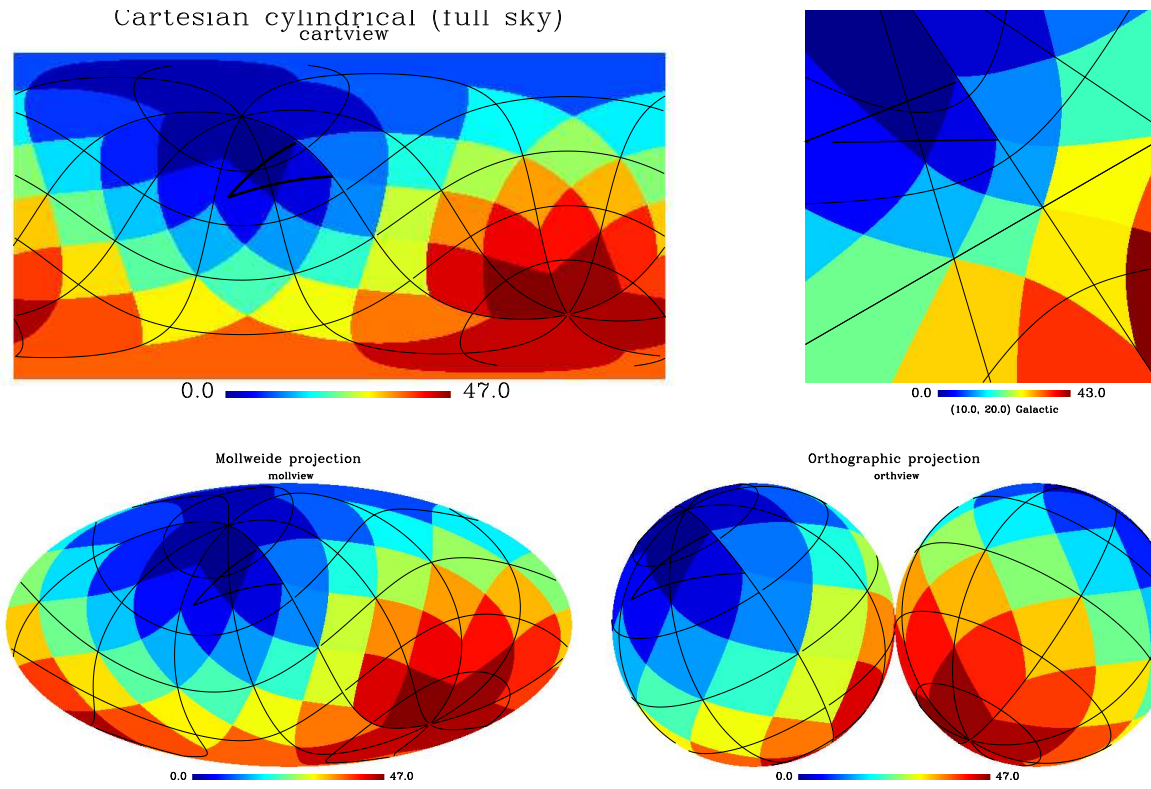 Cartesian cylindrical (full sky)
cartview
0.0 47.0
0.0 43.0
(10.0, 20.0) Galactic
Mollweide projection
mollview
0.0 47.0
Orthographic projection
orthview
0.0 47.0